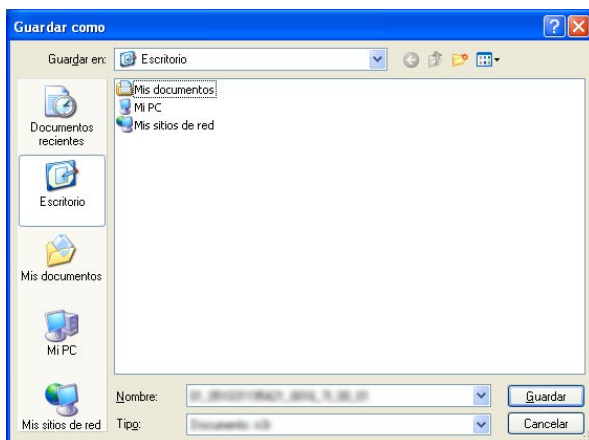 Guardar como
Guardar en: Escritorio
Mis documentos
Mi PC
Mis sitios de red
Documentos
recientes
Escritorio
Mis documentos
Mi PC
Mis sitios de red
Nombre:
Guardar
Tipo:
Cancelar